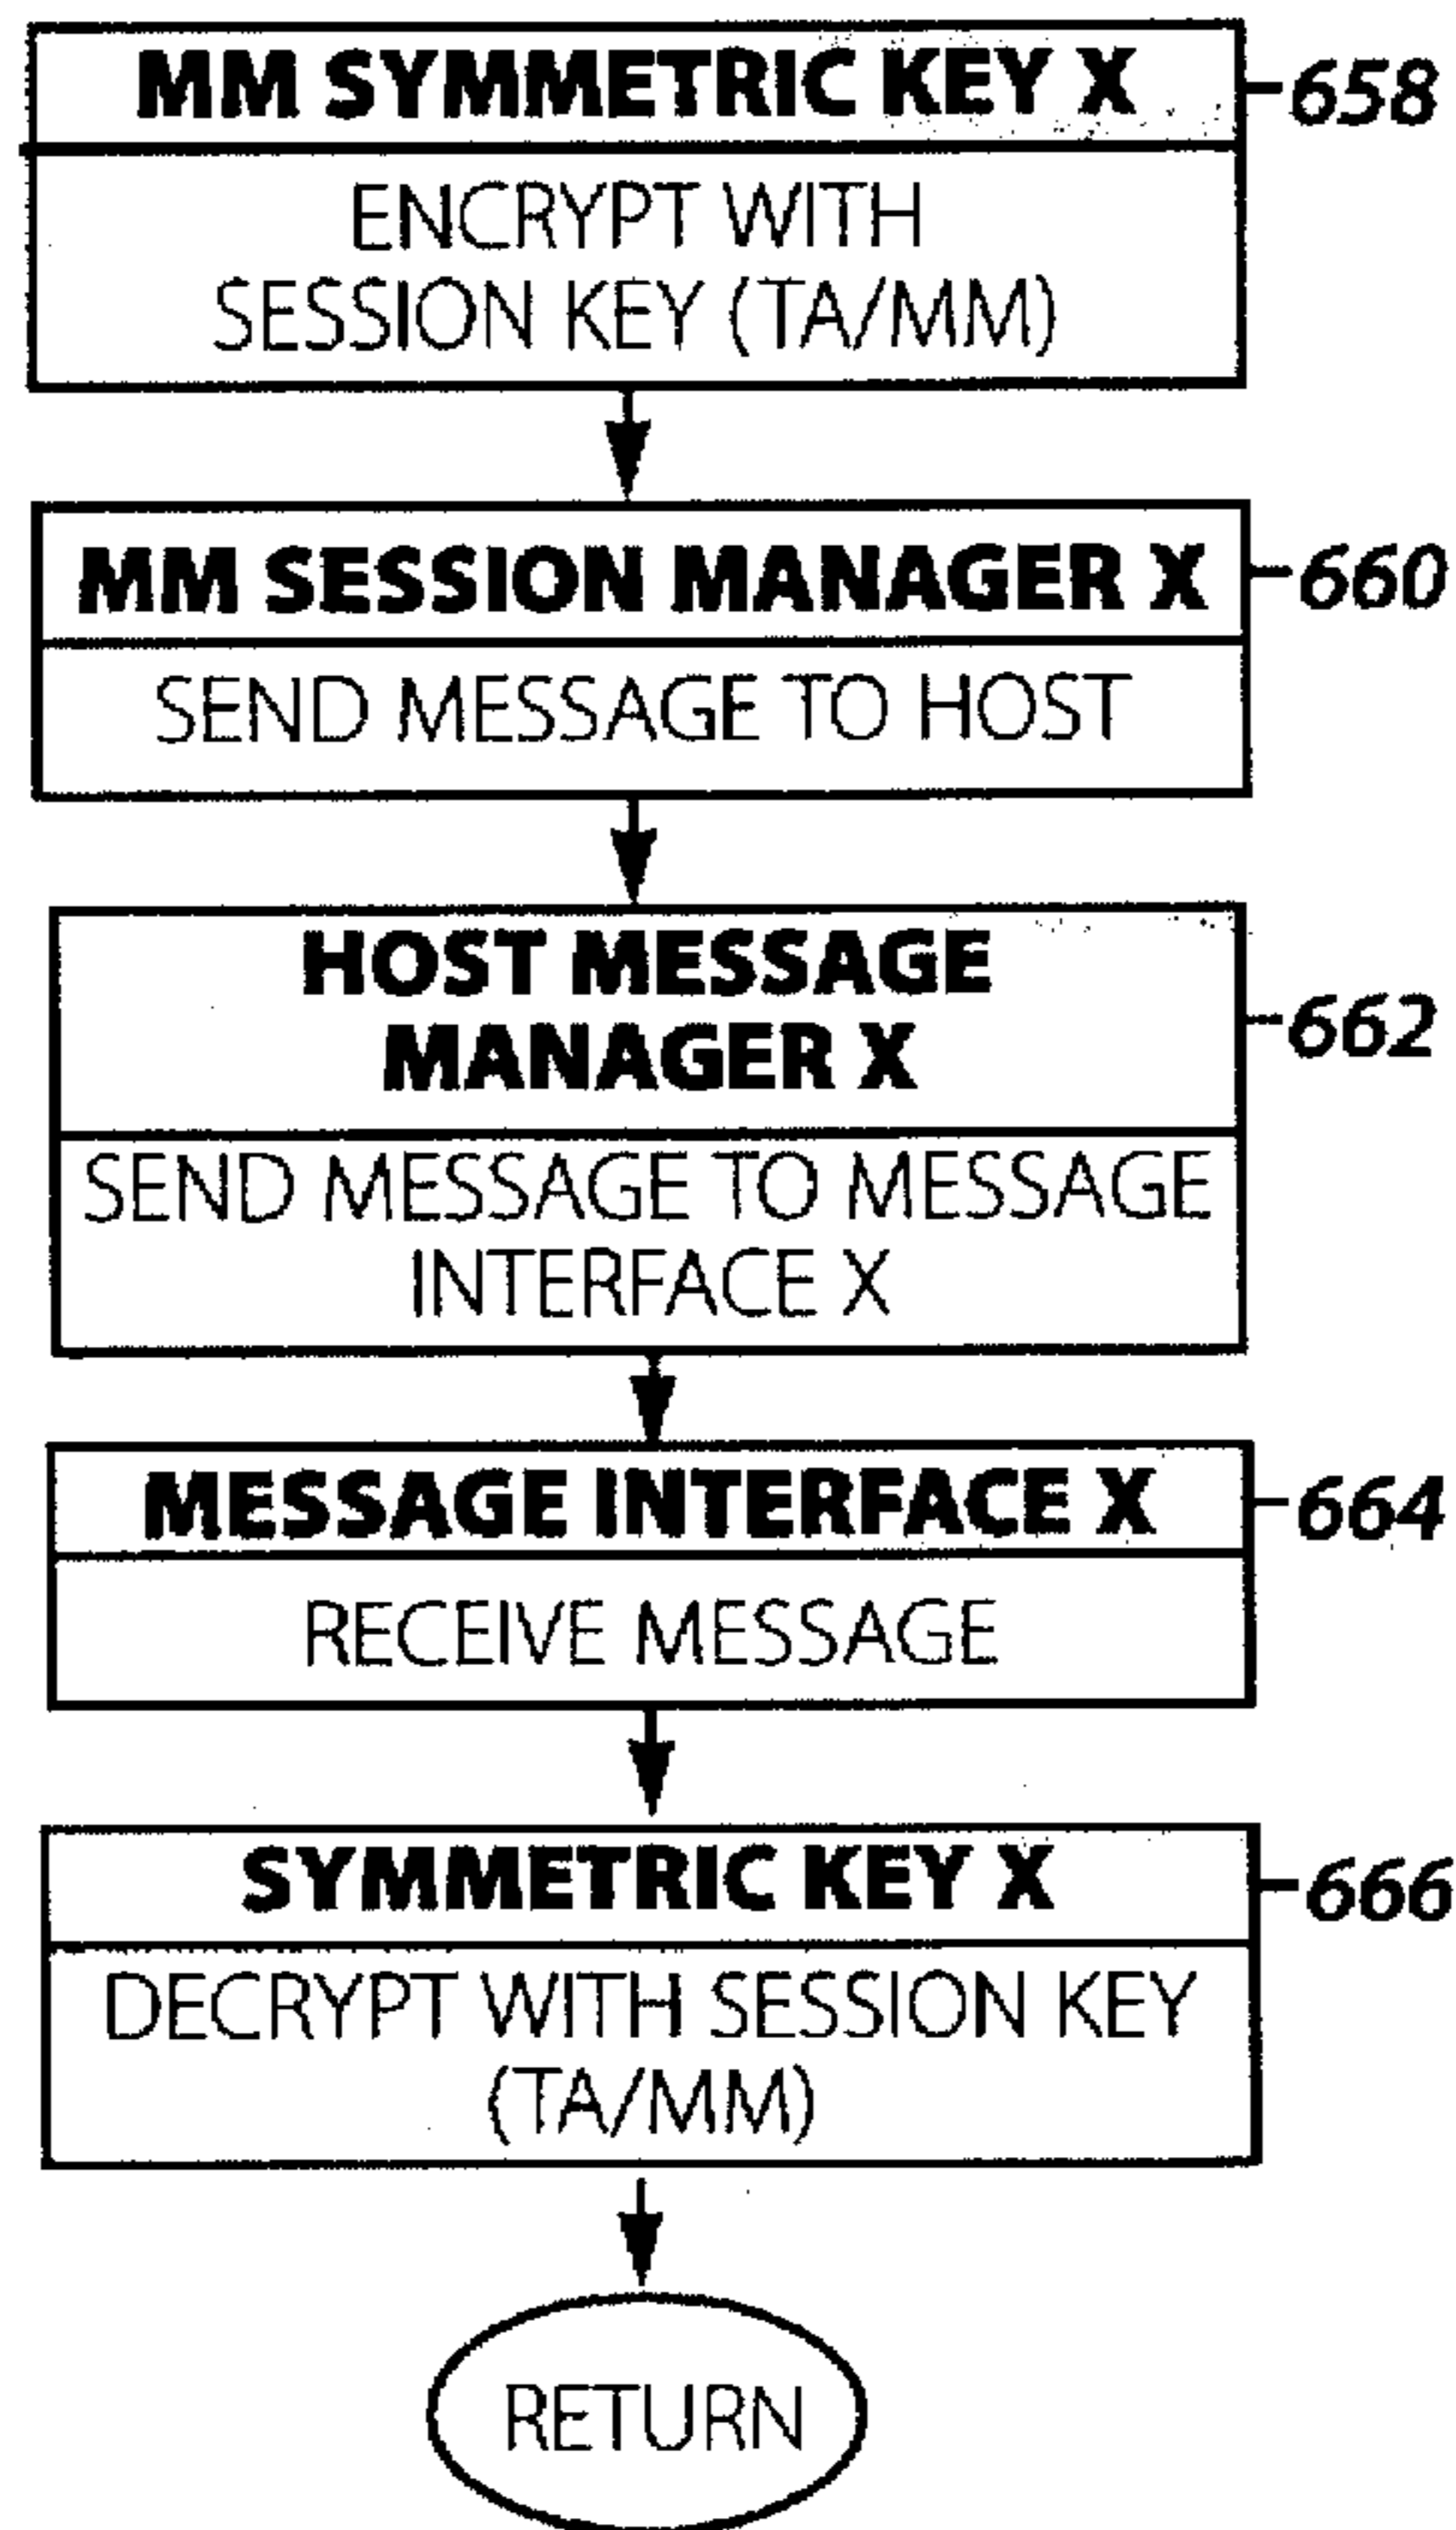 MM SYMMETRIC KEY X
658
ENCRYPT WITH
SESSION KEY (TA/MM)
MM SESSION MANAGER X
660
SEND MESSAGE TO HOST
HOST MESSAGE
MANAGER X
662
SEND MESSAGE TO MESSAGE
INTERFACE X
MESSAGE INTERFACE X
664
RECEIVE MESSAGE
SYMMETRIC KEY X
666
DECRYPT WITH SESSION KEY
(TA/MM)
RETURN